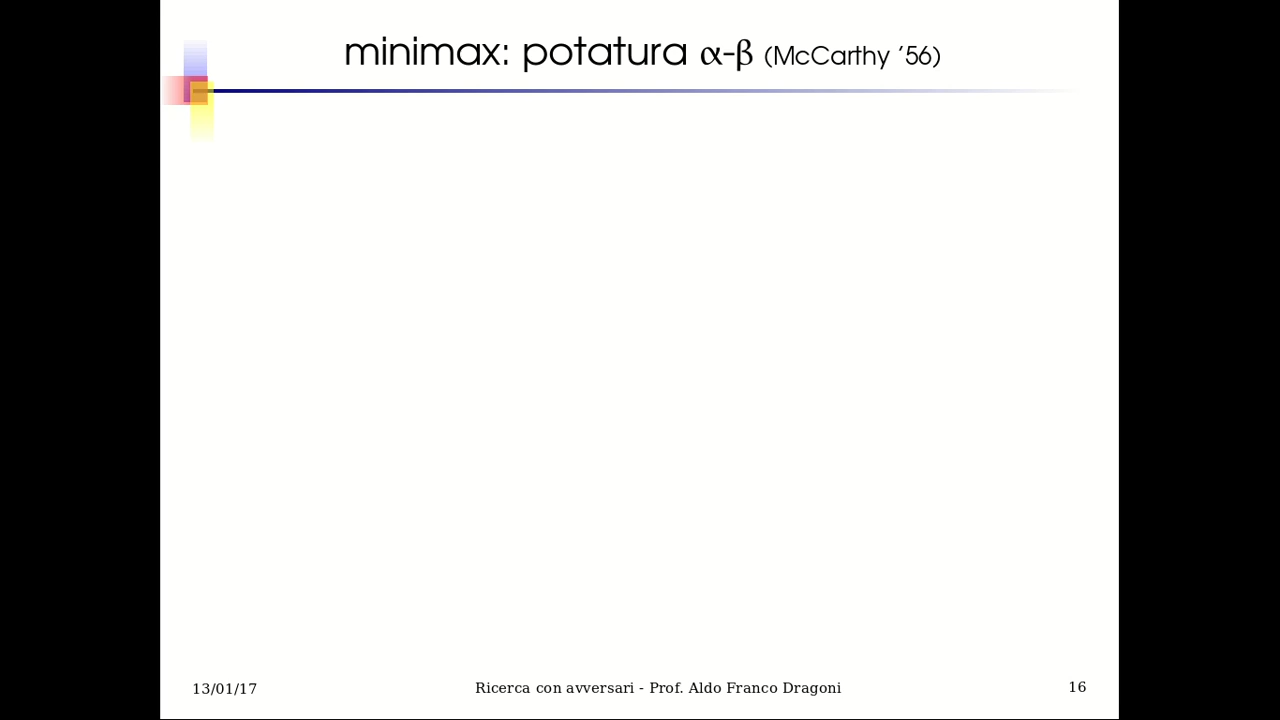 minimax: potatura α-β (McCarthy ’56)
13/01/17
Ricerca con avversari - Prof. Aldo Franco Dragoni
16